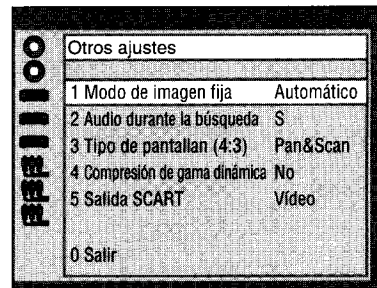 Otros ajustes
1 Modo de imagen fija Automático
2 Audio durante la búsqueda S
3 Tipo de pantallan (4:3) Pan&Scan
4 Compresión de gama dinámica No
5 Salida SCART Vídeo
0 Salir